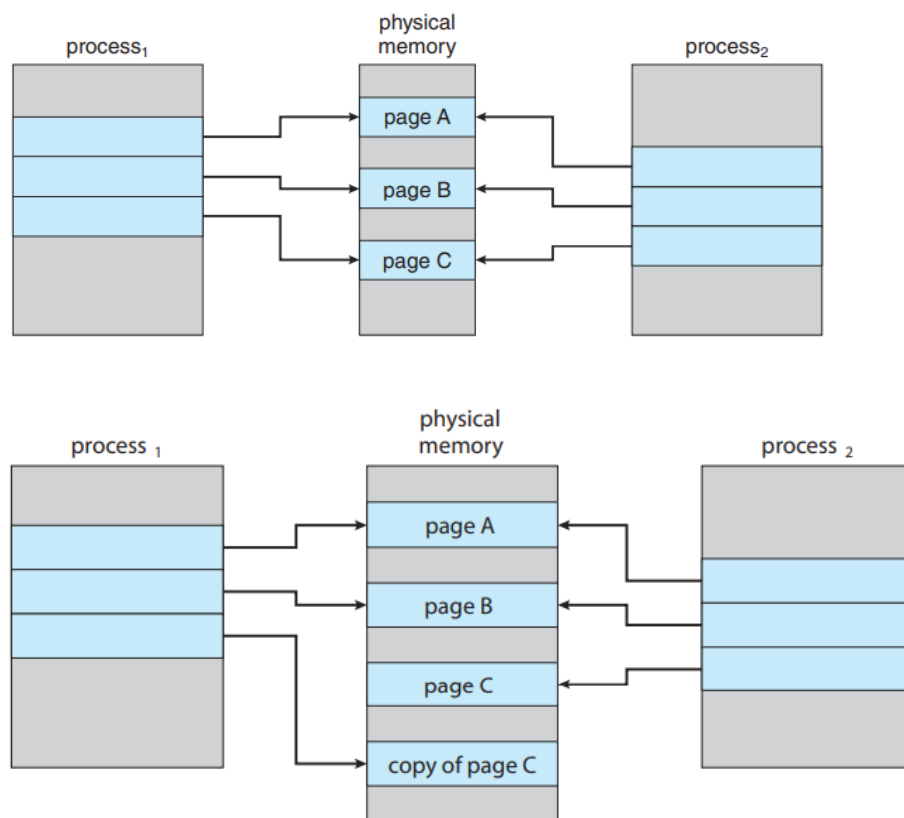 physical
memory
process₁
process₂
page A
page B
page C
physical
memory
process ₁
process ₂
page A
page B
page C
copy of page C